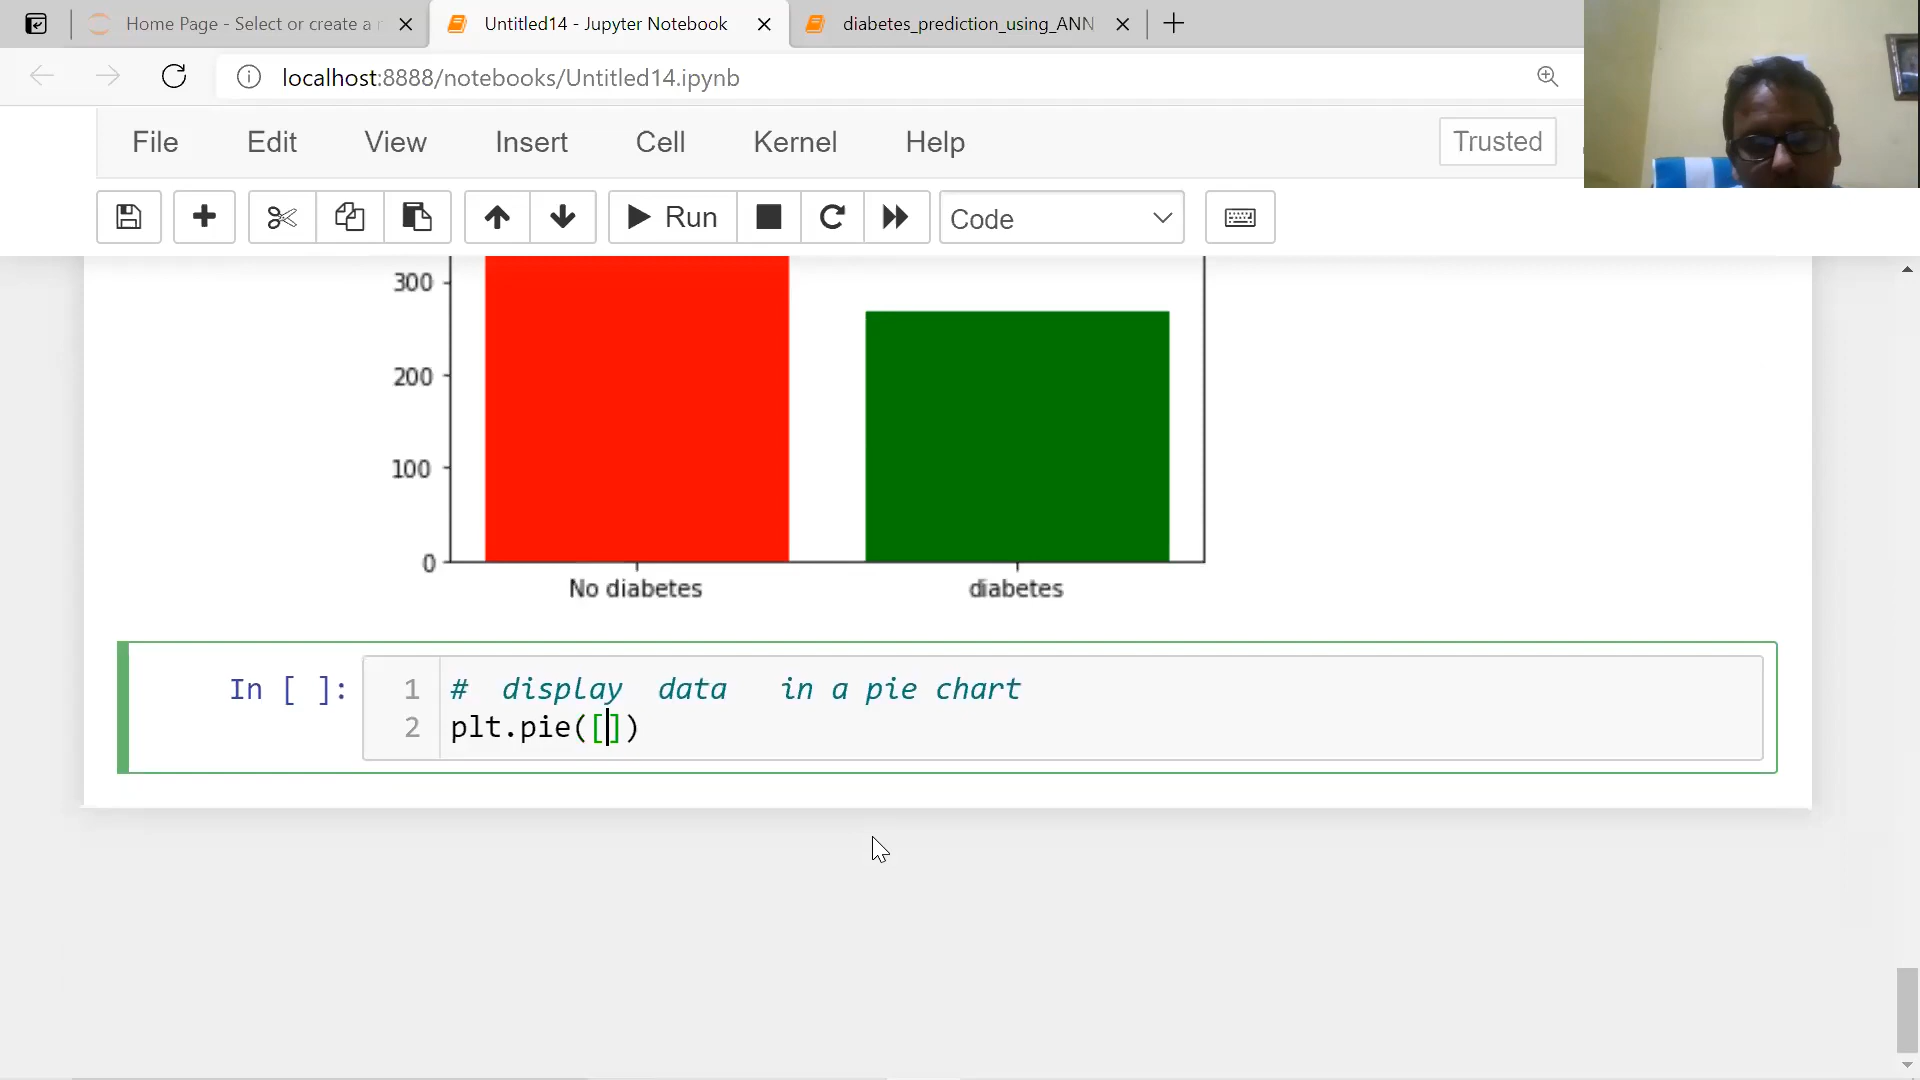 Home Page - Select or create a
Untitled14 - Jupyter Notebook
diabetes_prediction_using_ANN
localhost:8888/notebooks/Untitled14.ipynb
File Edit View Insert Cell Kernel Help
Trusted
Run
Code
300
200
100
0
No diabetes diabetes
In [ ]:
1 # display data in a pie chart
2 plt.pie([])